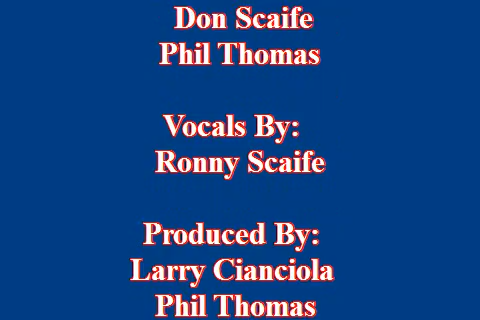 Don Scaife
Phil Thomas
Vocals By:
Ronny Scaife
Produced By:
Larry Cianciola
Phil Thomas